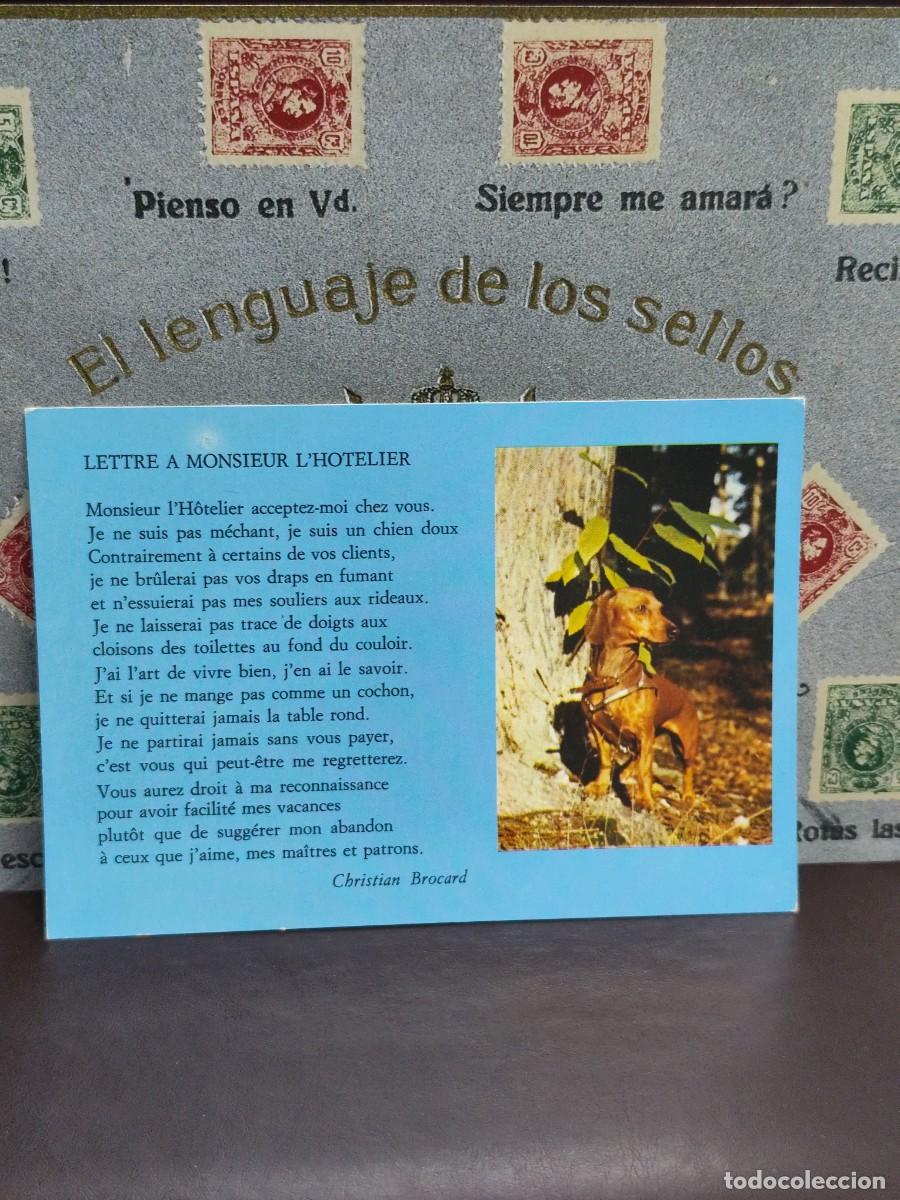 'Pienso en Vd.
Siempre me amará?
!
Reci
El lenguaje de los sellos
LETTRE A MONSIEUR L'HOTELIER
Monsieur l'Hôtelier acceptez-moi chez vous.
Je ne suis pas méchant, je suis un chien doux
Contrairement à certains de vos clients,
je ne brûlerai pas vos draps en fumant
et n'essuierai pas mes souliers aux rideaux.
Je ne laisserai pas trace de doigts aux
cloisons des toilettes au fond du couloir.
J'ai l'art de vivre bien, j'en ai le savoir.
Et si je ne mange pas comme un cochon,
je ne quitterai jamais la table rond.
Je ne partirai jamais sans vous payer,
c'est vous qui peut-être me regretterez.
Vous aurez droit à ma reconnaissance
pour avoir facilité mes vacances
plutôt que de suggérer mon abandon
à ceux que j'aime, mes maîtres et patrons.
Christian Brocard
esc
Rotas las
todocoleccion